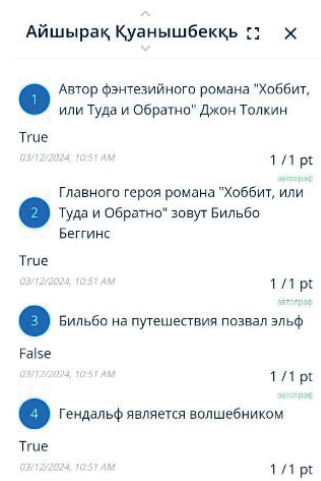 Айшырақ Қуанышбекқь
1
Автор фэнтезийного романа "Хоббит,
или Туда и Обратно" Джон Толкин
True
03/12/2024, 10:51 AM
1 / 1 pt
автограф
2
Главного героя романа "Хоббит, или
Туда и Обратно" зовут Бильбо
Беггинс
True
03/12/2024, 10:51 AM
1 / 1 pt
автограф
3
Бильбо на путешествия позвал эльф
False
03/12/2024, 10:51 AM
1 / 1 pt
автограф
4
Гендальф является волшебником
True
03/12/2024, 10:51 AM
1 / 1 pt